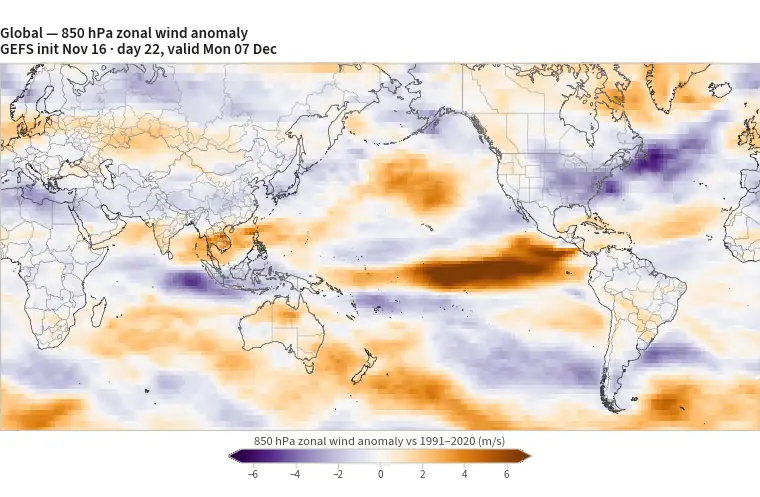 Global — 850 hPa zonal wind anomaly
GEFS init Nov 16 · day 22, valid Mon 07 Dec
850 hPa zonal wind anomaly vs 1991–2020 (m/s)
−6 −4 −2 0 2 4 6